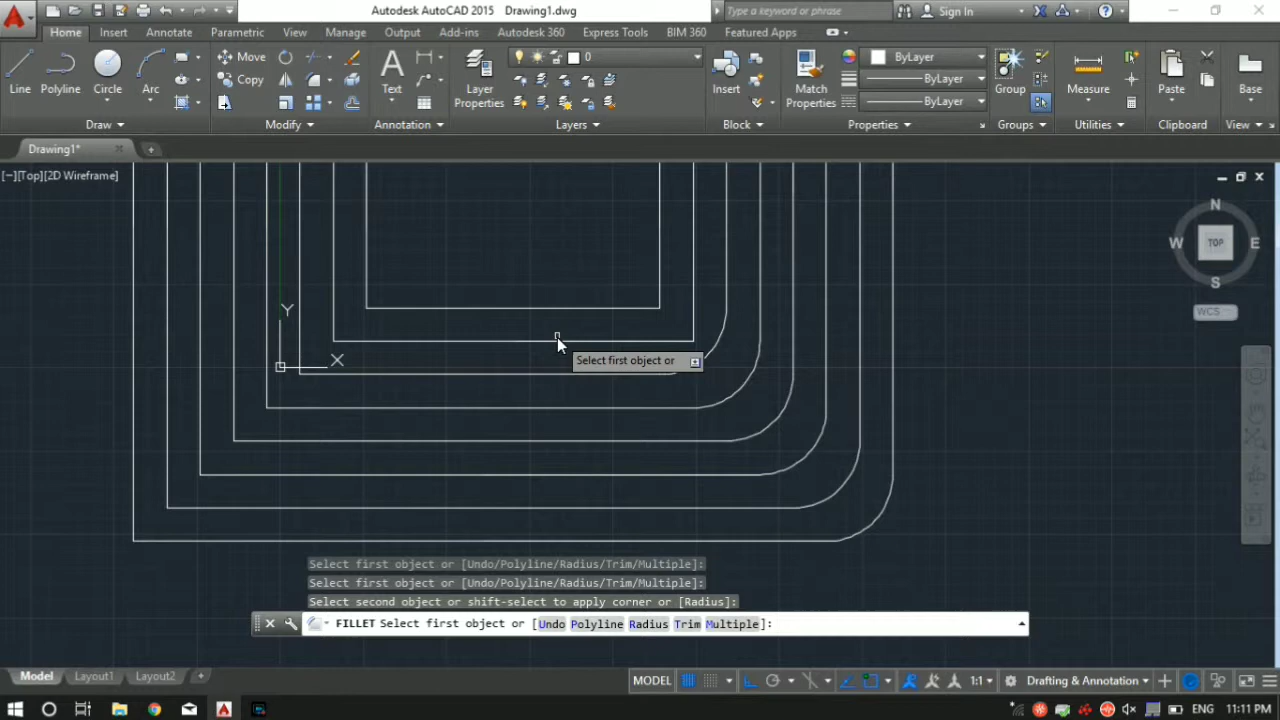 Autodesk AutoCAD 2015 Drawing1.dwg
Type a keyword or phrase
Sign In
Home Insert Annotate Parametric View Manage Output Add-ins Autodesk 360 Express Tools BIM 360 Featured Apps
Move
0
ByLayer
Copy
ByLayer
Line Polyline Circle Arc Text Layer Properties Insert Match Properties ByLayer Group Measure Paste Base
Draw Modify Annotation Layers Block Properties Groups Utilities Clipboard View
Drawing1*
[−][Top][2D Wireframe]
N
W TOP E
S
WCS
Y
X
Select first object or
Select first object or [Undo/Polyline/Radius/Trim/Multiple]:
Select first object or [Undo/Polyline/Radius/Trim/Multiple]:
Select second object or shift-select to apply corner or [Radius]:
FILLET Select first object or [Undo Polyline Radius Trim Multiple]:
Model Layout1 Layout2 +
MODEL 1:1 Drafting & Annotation
ENG 11:11 PM